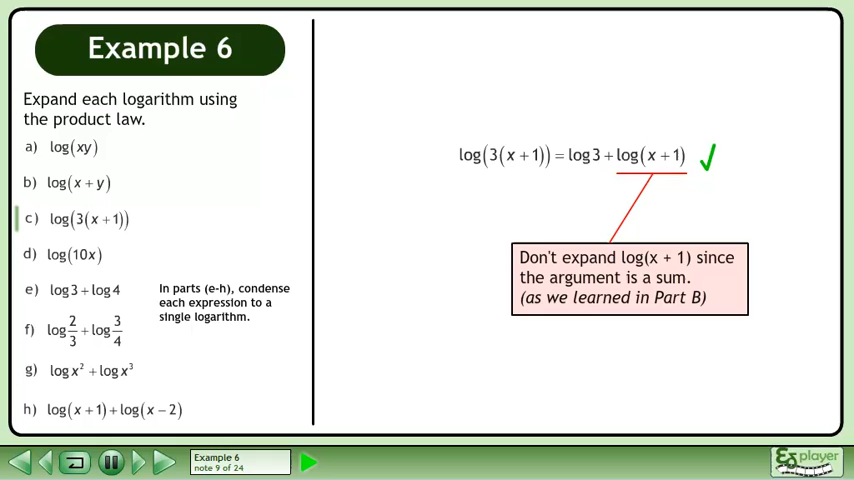 Example 6
Expand each logarithm using
the product law.
a) log(xy)
b) log(x + y)
c) log(3(x + 1))
d) log(10x)
e) log3 + log4
f) log 2/3 + log 3/4
g) log x² + log x³
h) log(x + 1) + log(x − 2)
In parts (e-h), condense
each expression to a
single logarithm.
log(3(x + 1)) = log3 + log(x + 1) ✓
Don't expand log(x + 1) since
the argument is a sum.
(as we learned in Part B)
Example 6
note 9 of 24
Ed player